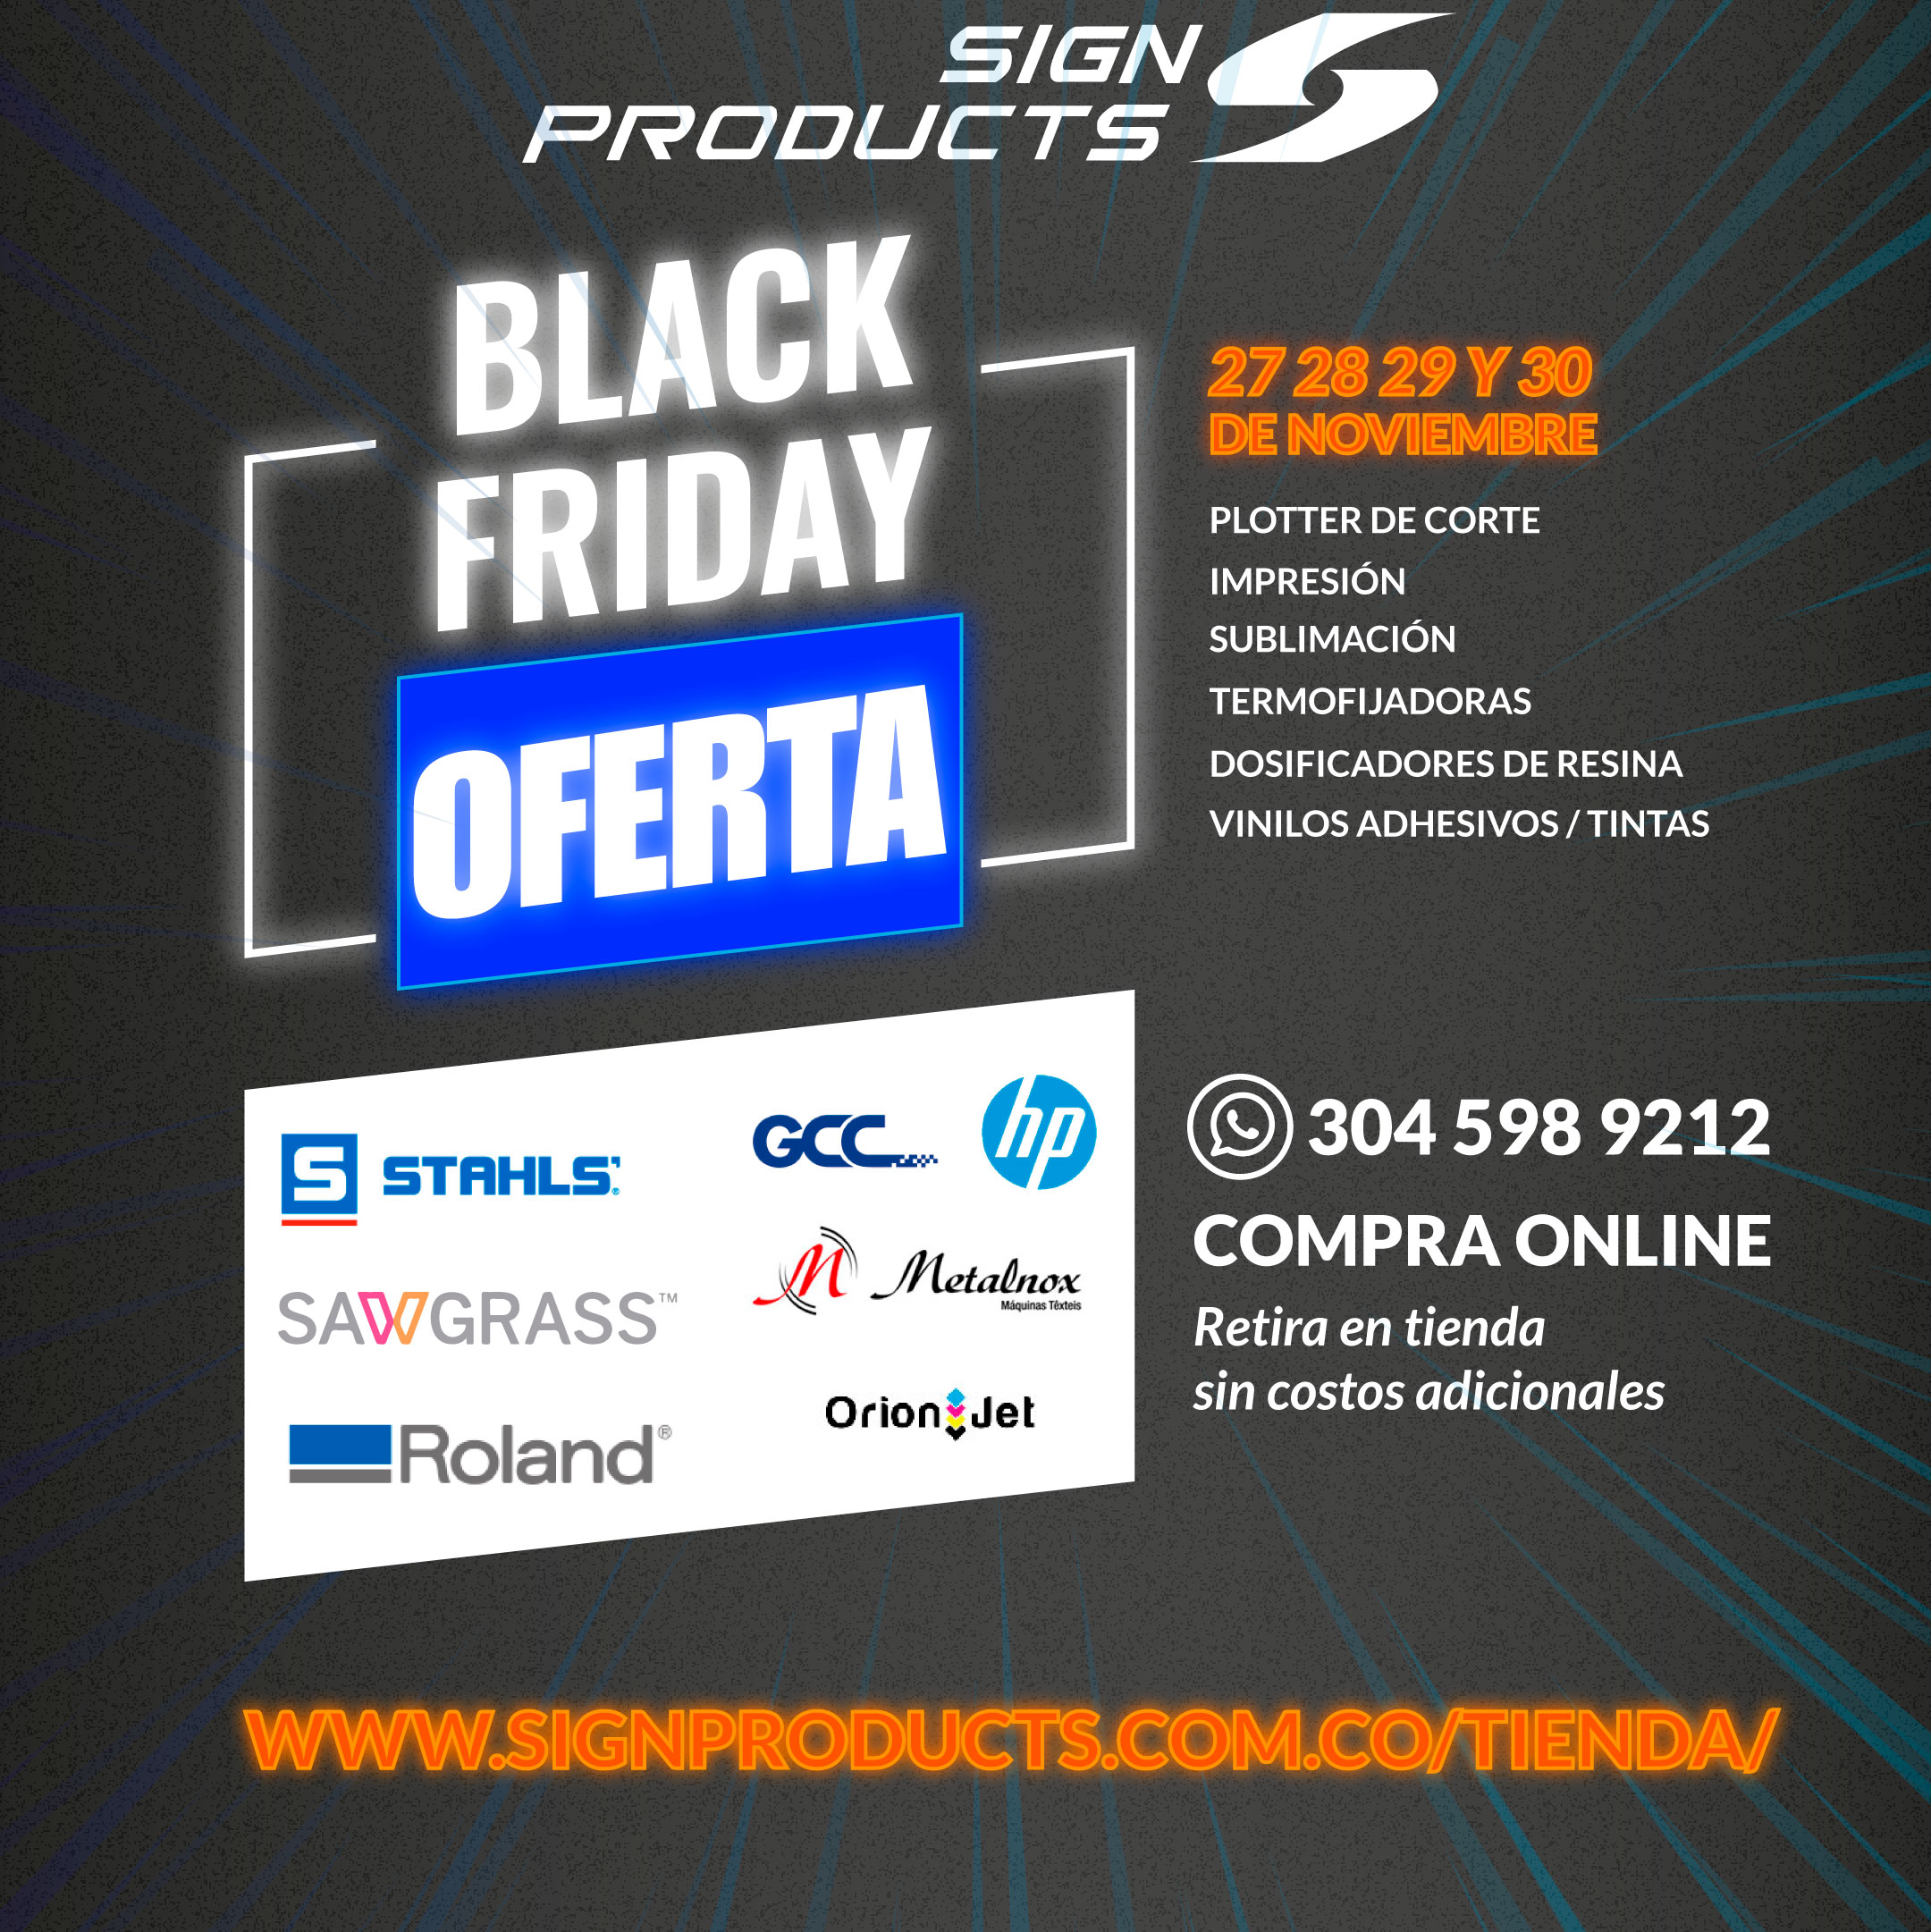 SIGN
PRODUCTS
BLACK
FRIDAY
OFERTA
27 28 29 Y 30
DE NOVIEMBRE
PLOTTER DE CORTE
IMPRESIÓN
SUBLIMACIÓN
TERMOFIJADORAS
DOSIFICADORES DE RESINA
VINILOS ADHESIVOS / TINTAS
S STAHLS'®
GCC
hp
SAWGRASS™
M Metalnox
Máquinas Têxteis
Roland®
Orion Jet
304 598 9212
COMPRA ONLINE
Retira en tienda
sin costos adicionales
WWW.SIGNPRODUCTS.COM.CO/TIENDA/